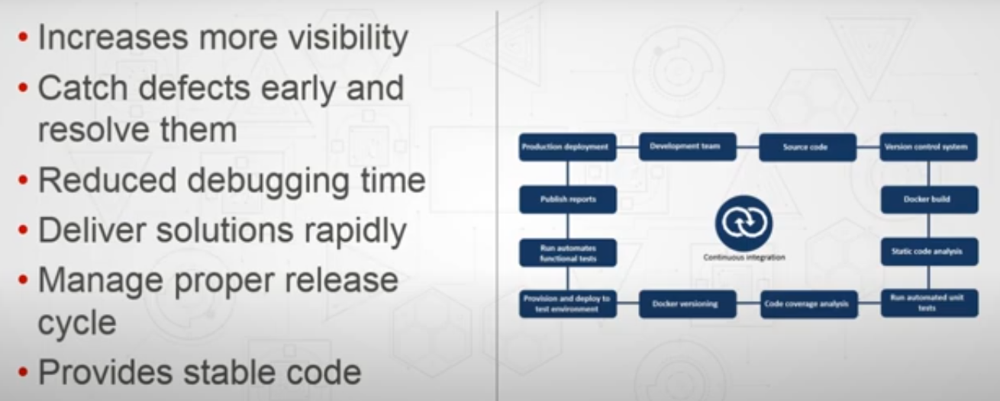 • Increases more visibility
• Catch defects early and
resolve them
• Reduced debugging time
• Deliver solutions rapidly
• Manage proper release
cycle
• Provides stable code
Production deployment
Development team
Source code
Version control system
Publish reports
Docker build
Run automates
functional tests
Continuous integration
Static code analysis
Provision and deploy to
test environment
Docker versioning
Code coverage analysis
Run automated unit
tests